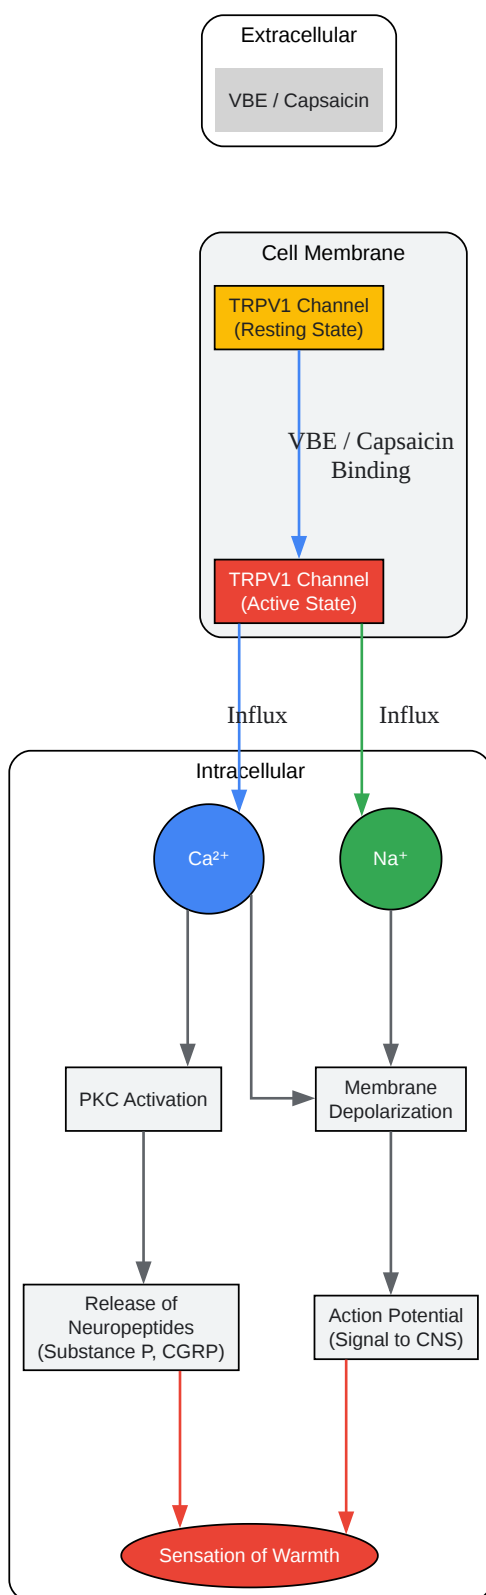 Extracellular
VBE / Capsaicin
Cell Membrane
TRPV1 Channel
(Resting State)
VBE / Capsaicin
Binding
TRPV1 Channel
(Active State)
Influx
Influx
Intracellular
Ca²⁺
Na⁺
PKC Activation
Membrane
Depolarization
Release of
Neuropeptides
(Substance P, CGRP)
Action Potential
(Signal to CNS)
Sensation of Warmth